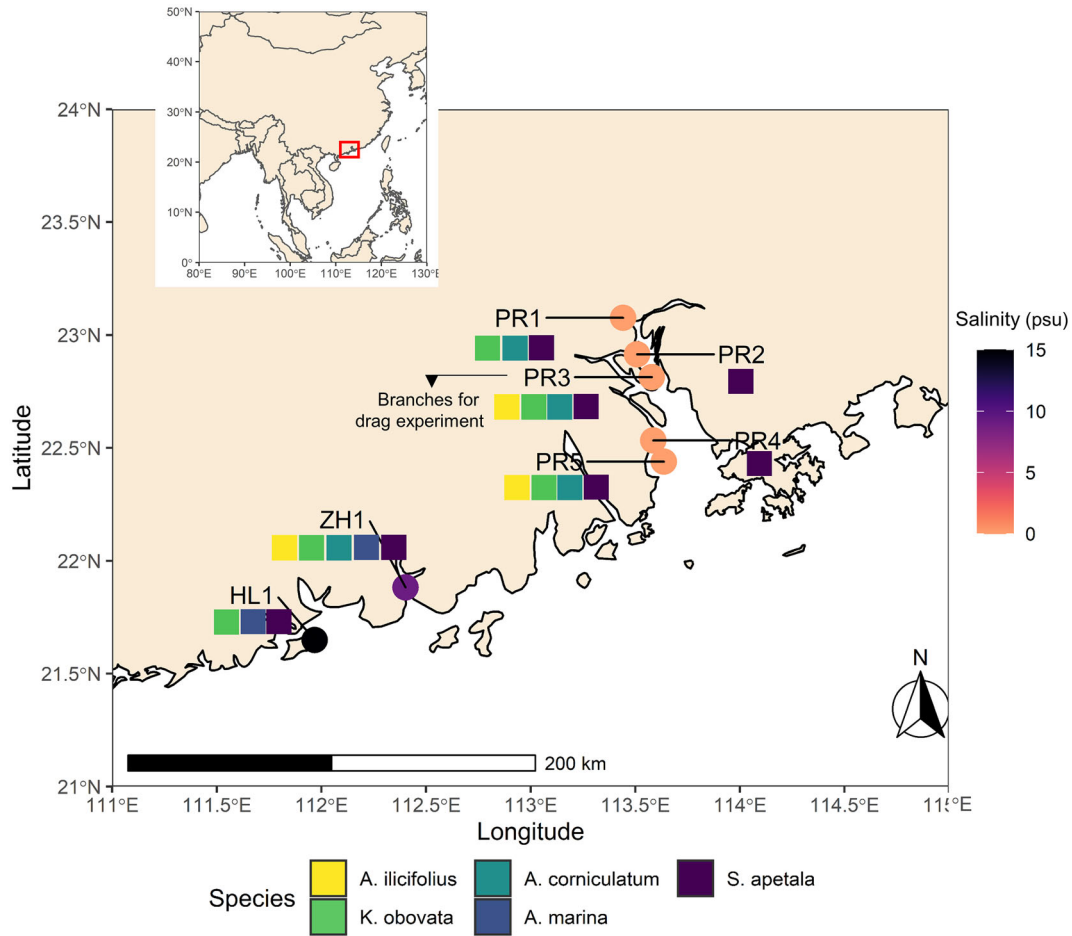 50°N
40°N
30°N
20°N
10°N
0°
80°E 90°E 100°E 110°E 120°E 130°E
24°N
23.5°N
23°N
22.5°N
22°N
21.5°N
21°N
Latitude
PR1
PR2
PR3
Branches for
drag experiment
PR4
PR5
ZH1
HL1
N
200 km
111°E 111.5°E 112°E 112.5°E 113°E 113.5°E 114°E 114.5°E 11°E
Longitude
Salinity (psu)
15
10
5
0
Species
A. ilicifolius
A. corniculatum
S. apetala
K. obovata
A. marina